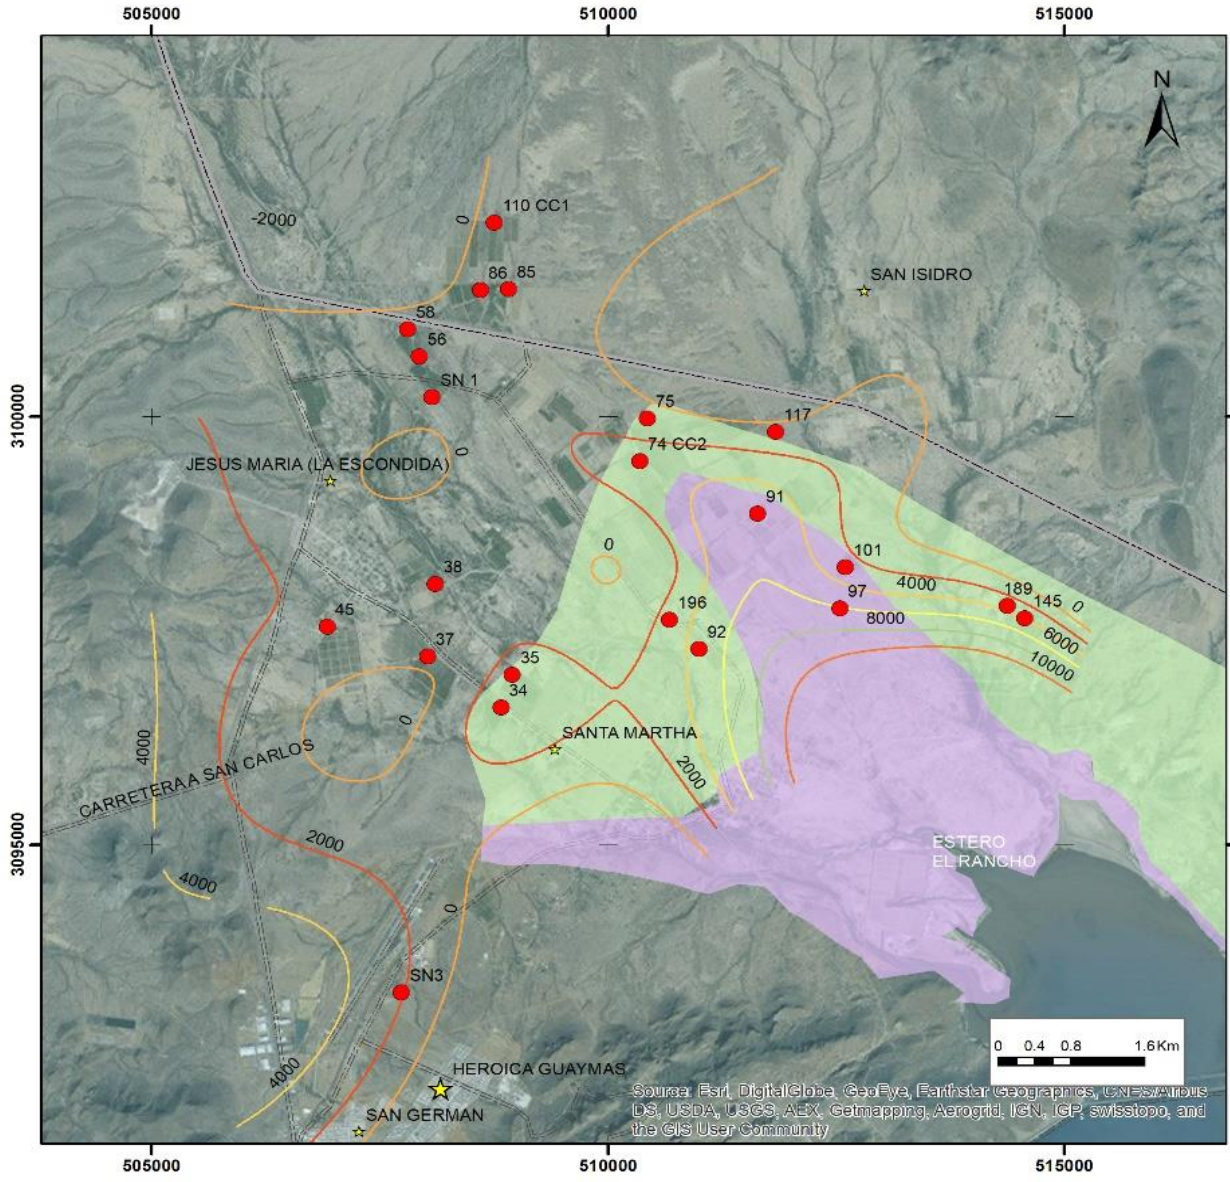 505000
510000
515000
N
110 CC1
0
-2000
86
85
SAN ISIDRO
58
56
SN 1
3100000
75
117
74 CC2
0
JESUS MARIA (LA ESCONDIDA)
91
0
101
38
4000
189
145
0
45
97
8000
196
6000
37
92
10000
35
34
0
SANTA MARTHA
4000
CARRETERA A SAN CARLOS
2000
2000
3095000
ESTERO
EL RANCHO
4000
0
SN3
0 0.4 0.8 1.6 Km
4000
HEROICA GUAYMAS
SAN GERMAN
Source: Esri, DigitalGlobe, GeoEye, Earthstar Geographics, CNES/Airbus
DS, USDA, USGS, AEX, Getmapping, Aerogrid, IGN, IGP, swisstopo, and
the GIS User Community
505000
510000
515000